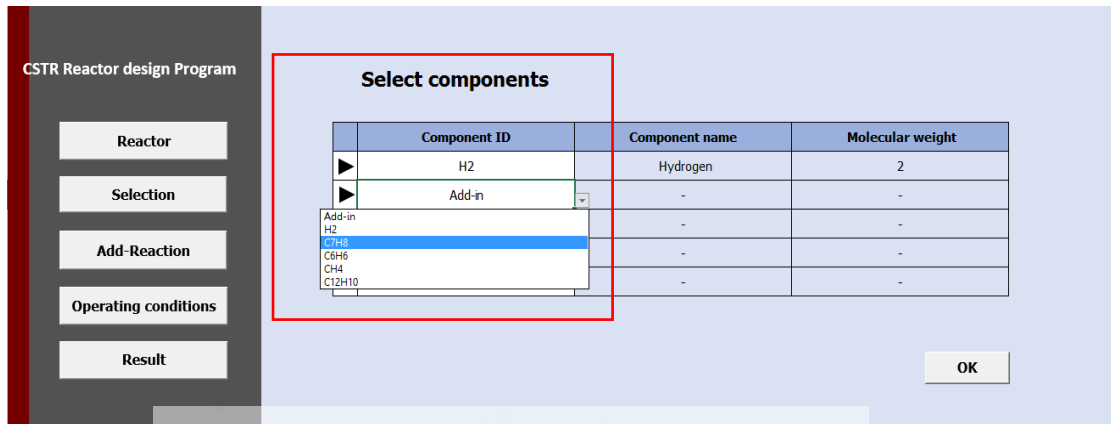 CSTR Reactor design Program
Reactor
Selection
Add-Reaction
Operating conditions
Result
Select components
Component ID Component name Molecular weight
H2 Hydrogen 2
Add-in - -
Add-in
H2
C7H8
C6H6
CH4
C12H10
- -
- -
- -
OK